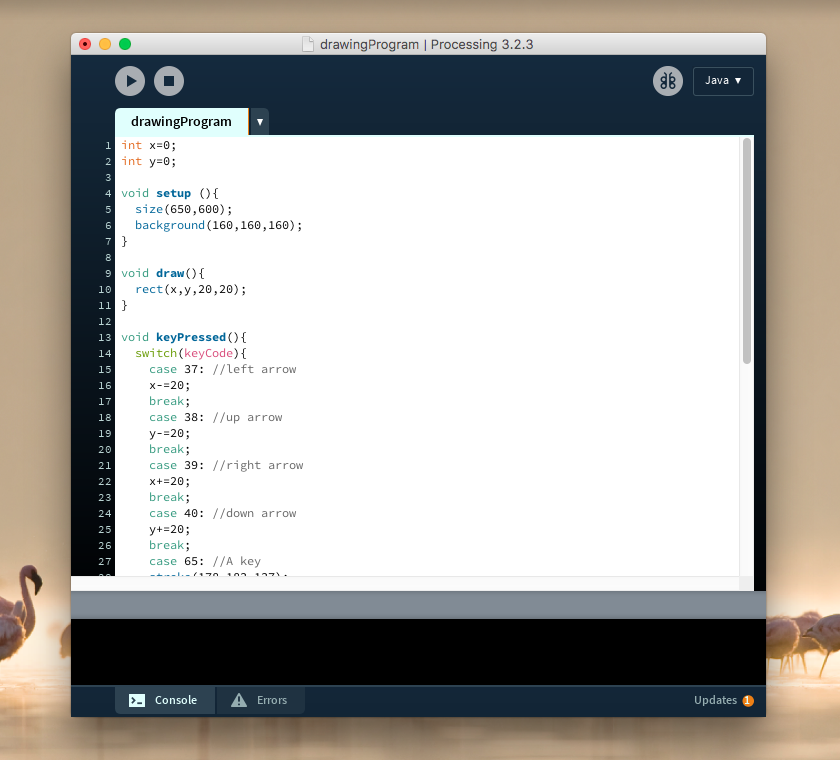 drawingProgram | Processing 3.2.3
Java ▾
drawingProgram ▾
1 int x=0;
2 int y=0;
3
4 void setup (){
5   size(650,600);
6   background(160,160,160);
7 }
8
9 void draw(){
10   rect(x,y,20,20);
11 }
12
13 void keyPressed(){
14   switch(keyCode){
15     case 37: //left arrow
16     x-=20;
17     break;
18     case 38: //up arrow
19     y-=20;
20     break;
21     case 39: //right arrow
22     x+=20;
23     break;
24     case 40: //down arrow
25     y+=20;
26     break;
27     case 65: //A key
Console Errors Updates 1